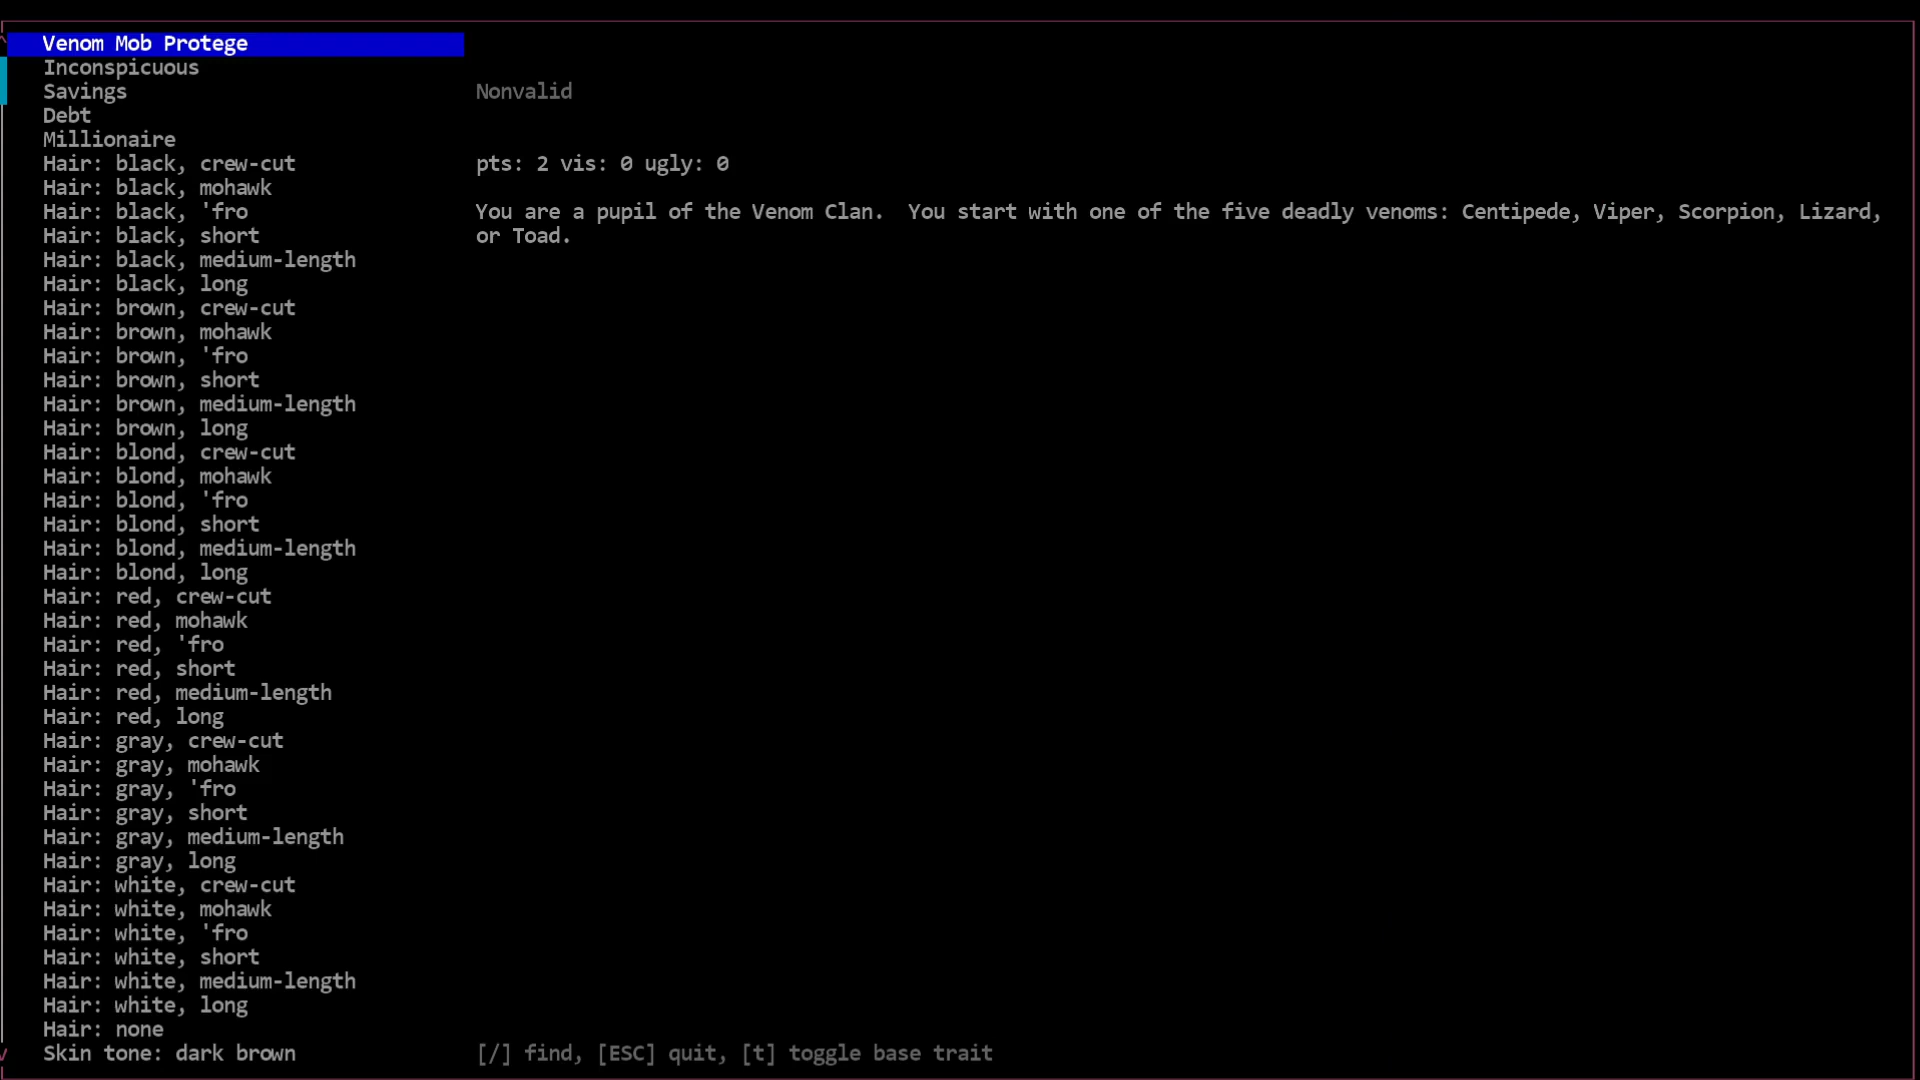 Venom Mob Protege
Inconspicuous
Savings
Nonvalid
Debt
Millionaire
Hair: black, crew-cut
pts: 2 vis: 0 ugly: 0
Hair: black, mohawk
Hair: black, 'fro
You are a pupil of the Venom Clan.  You start with one of the five deadly venoms: Centipede, Viper, Scorpion, Lizard,
Hair: black, short
or Toad.
Hair: black, medium-length
Hair: black, long
Hair: brown, crew-cut
Hair: brown, mohawk
Hair: brown, 'fro
Hair: brown, short
Hair: brown, medium-length
Hair: brown, long
Hair: blond, crew-cut
Hair: blond, mohawk
Hair: blond, 'fro
Hair: blond, short
Hair: blond, medium-length
Hair: blond, long
Hair: red, crew-cut
Hair: red, mohawk
Hair: red, 'fro
Hair: red, short
Hair: red, medium-length
Hair: red, long
Hair: gray, crew-cut
Hair: gray, mohawk
Hair: gray, 'fro
Hair: gray, short
Hair: gray, medium-length
Hair: gray, long
Hair: white, crew-cut
Hair: white, mohawk
Hair: white, 'fro
Hair: white, short
Hair: white, medium-length
Hair: white, long
Hair: none
Skin tone: dark brown
[/] find, [ESC] quit, [t] toggle base trait